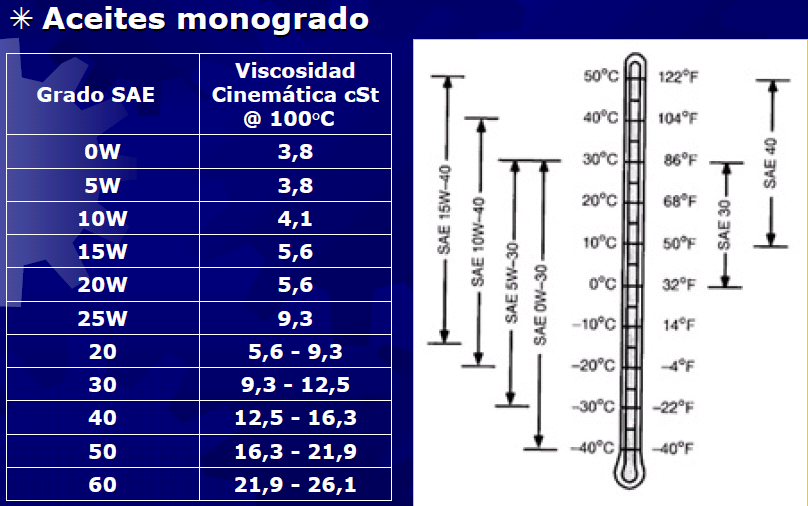 ✳ Aceites monogrado
Grado SAE
Viscosidad
Cinemática cSt
@ 100°C
0W 3,8
5W 3,8
10W 4,1
15W 5,6
20W 5,6
25W 9,3
20 5,6 - 9,3
30 9,3 - 12,5
40 12,5 - 16,3
50 16,3 - 21,9
60 21,9 - 26,1
SAE 15W–40
SAE 10W–40
SAE 5W–30
SAE 0W–30
50°C 122°F
40°C 104°F
30°C 86°F
20°C 68°F
10°C 50°F
0°C 32°F
–10°C 14°F
–20°C –4°F
–30°C –22°F
–40°C –40°F
SAE 30
SAE 40